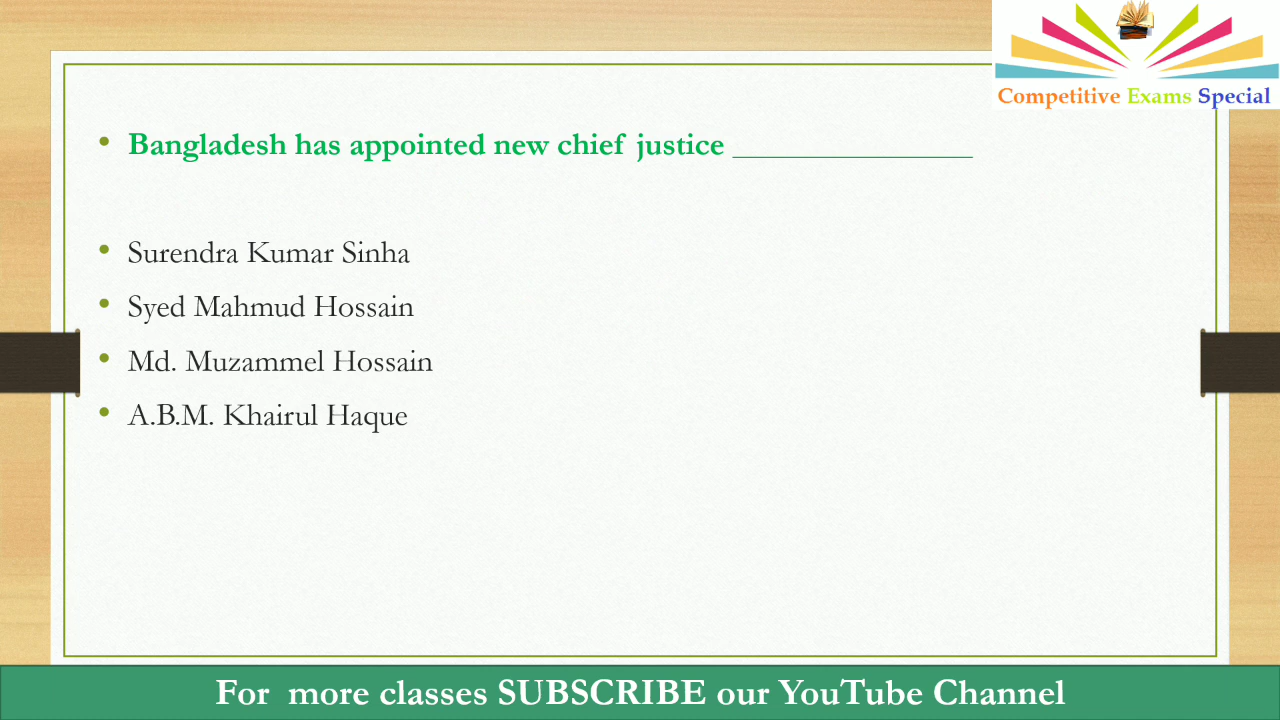 Competitive Exams Special
• Bangladesh has appointed new chief justice _______________
• Surendra Kumar Sinha
• Syed Mahmud Hossain
• Md. Muzammel Hossain
• A.B.M. Khairul Haque
For more classes SUBSCRIBE our YouTube Channel